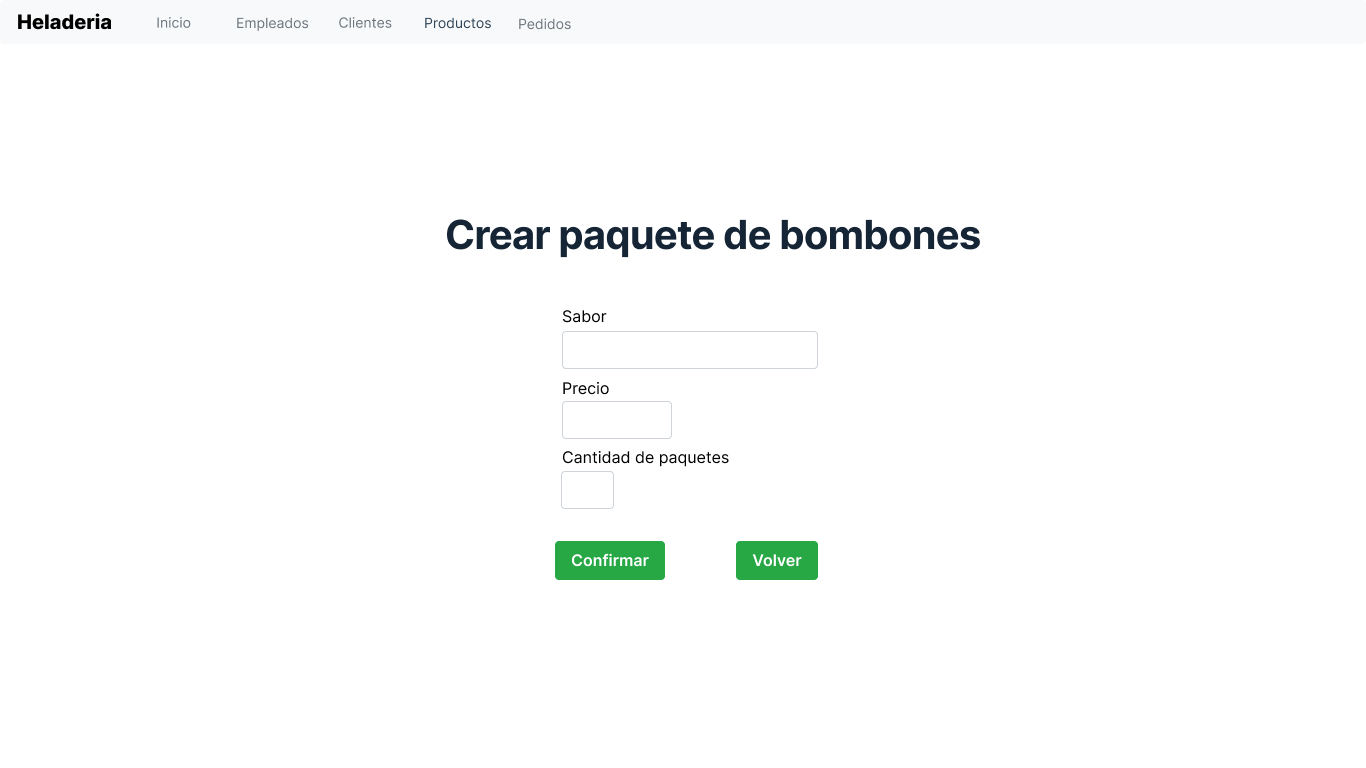 Heladeria Inicio Empleados Clientes Productos Pedidos
Crear paquete de bombones
Sabor
Precio
Cantidad de paquetes
Confirmar Volver